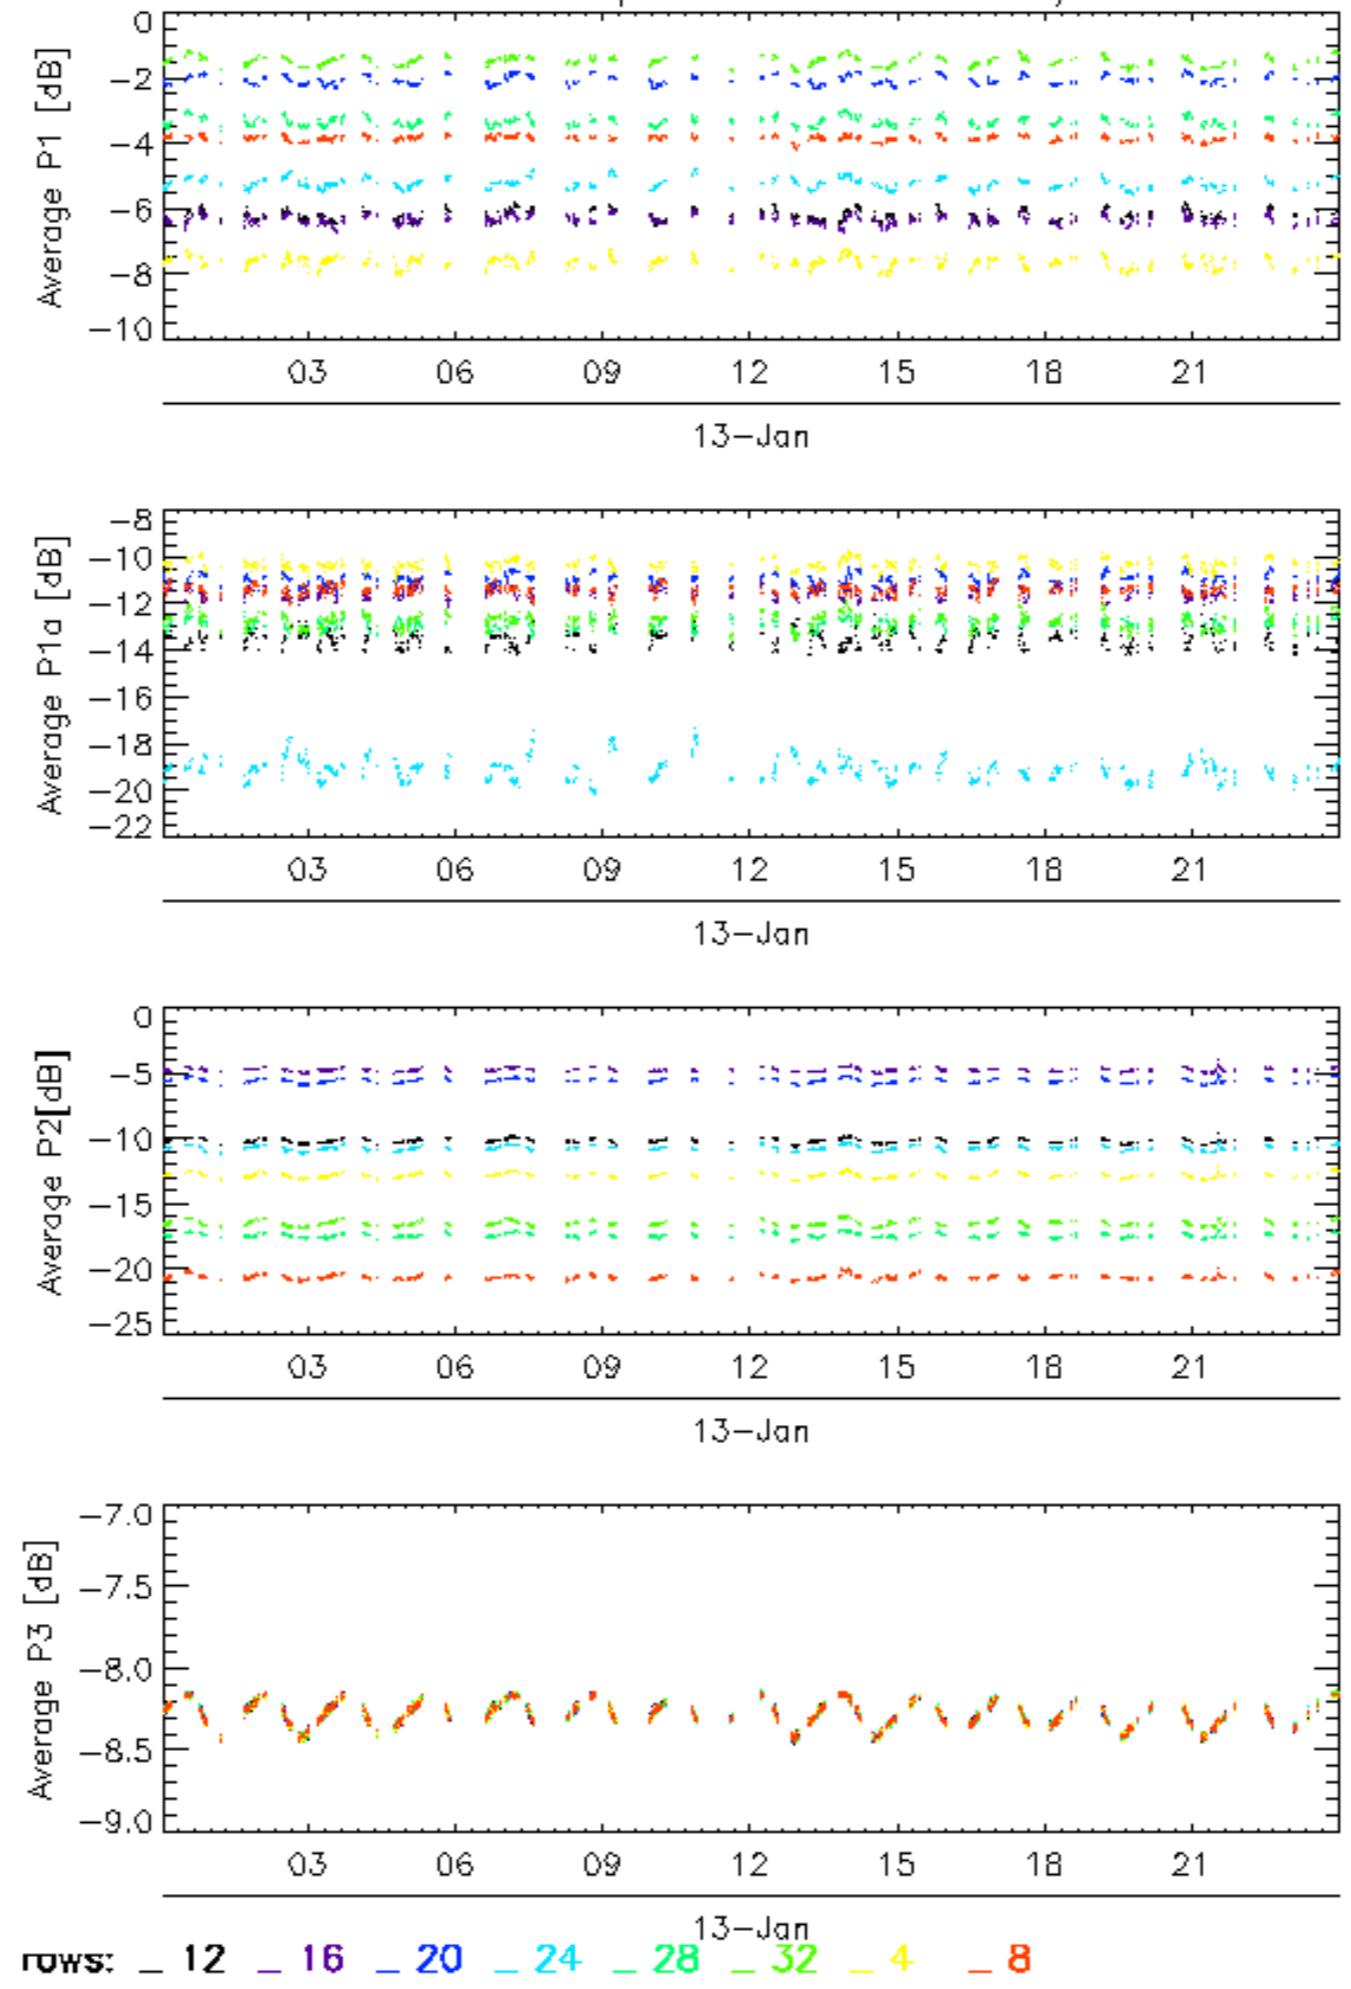 0
−2
−4
−6
−8
−10
Average P1 [dB]
03 06 09 12 15 18 21
13−Jan
−8
−10
−12
−14
−16
−18
−20
−22
Average P1a [dB]
03 06 09 12 15 18 21
13−Jan
0
−5
−10
−15
−20
−25
Average P2[dB]
03 06 09 12 15 18 21
13−Jan
−7.0
−7.5
−8.0
−8.5
−9.0
Average P3 [dB]
03 06 09 12 15 18 21
13−Jan
rows: _ 12 _ 16 _ 20 _ 24 _ 28 _ 32 _ 4 _ 8